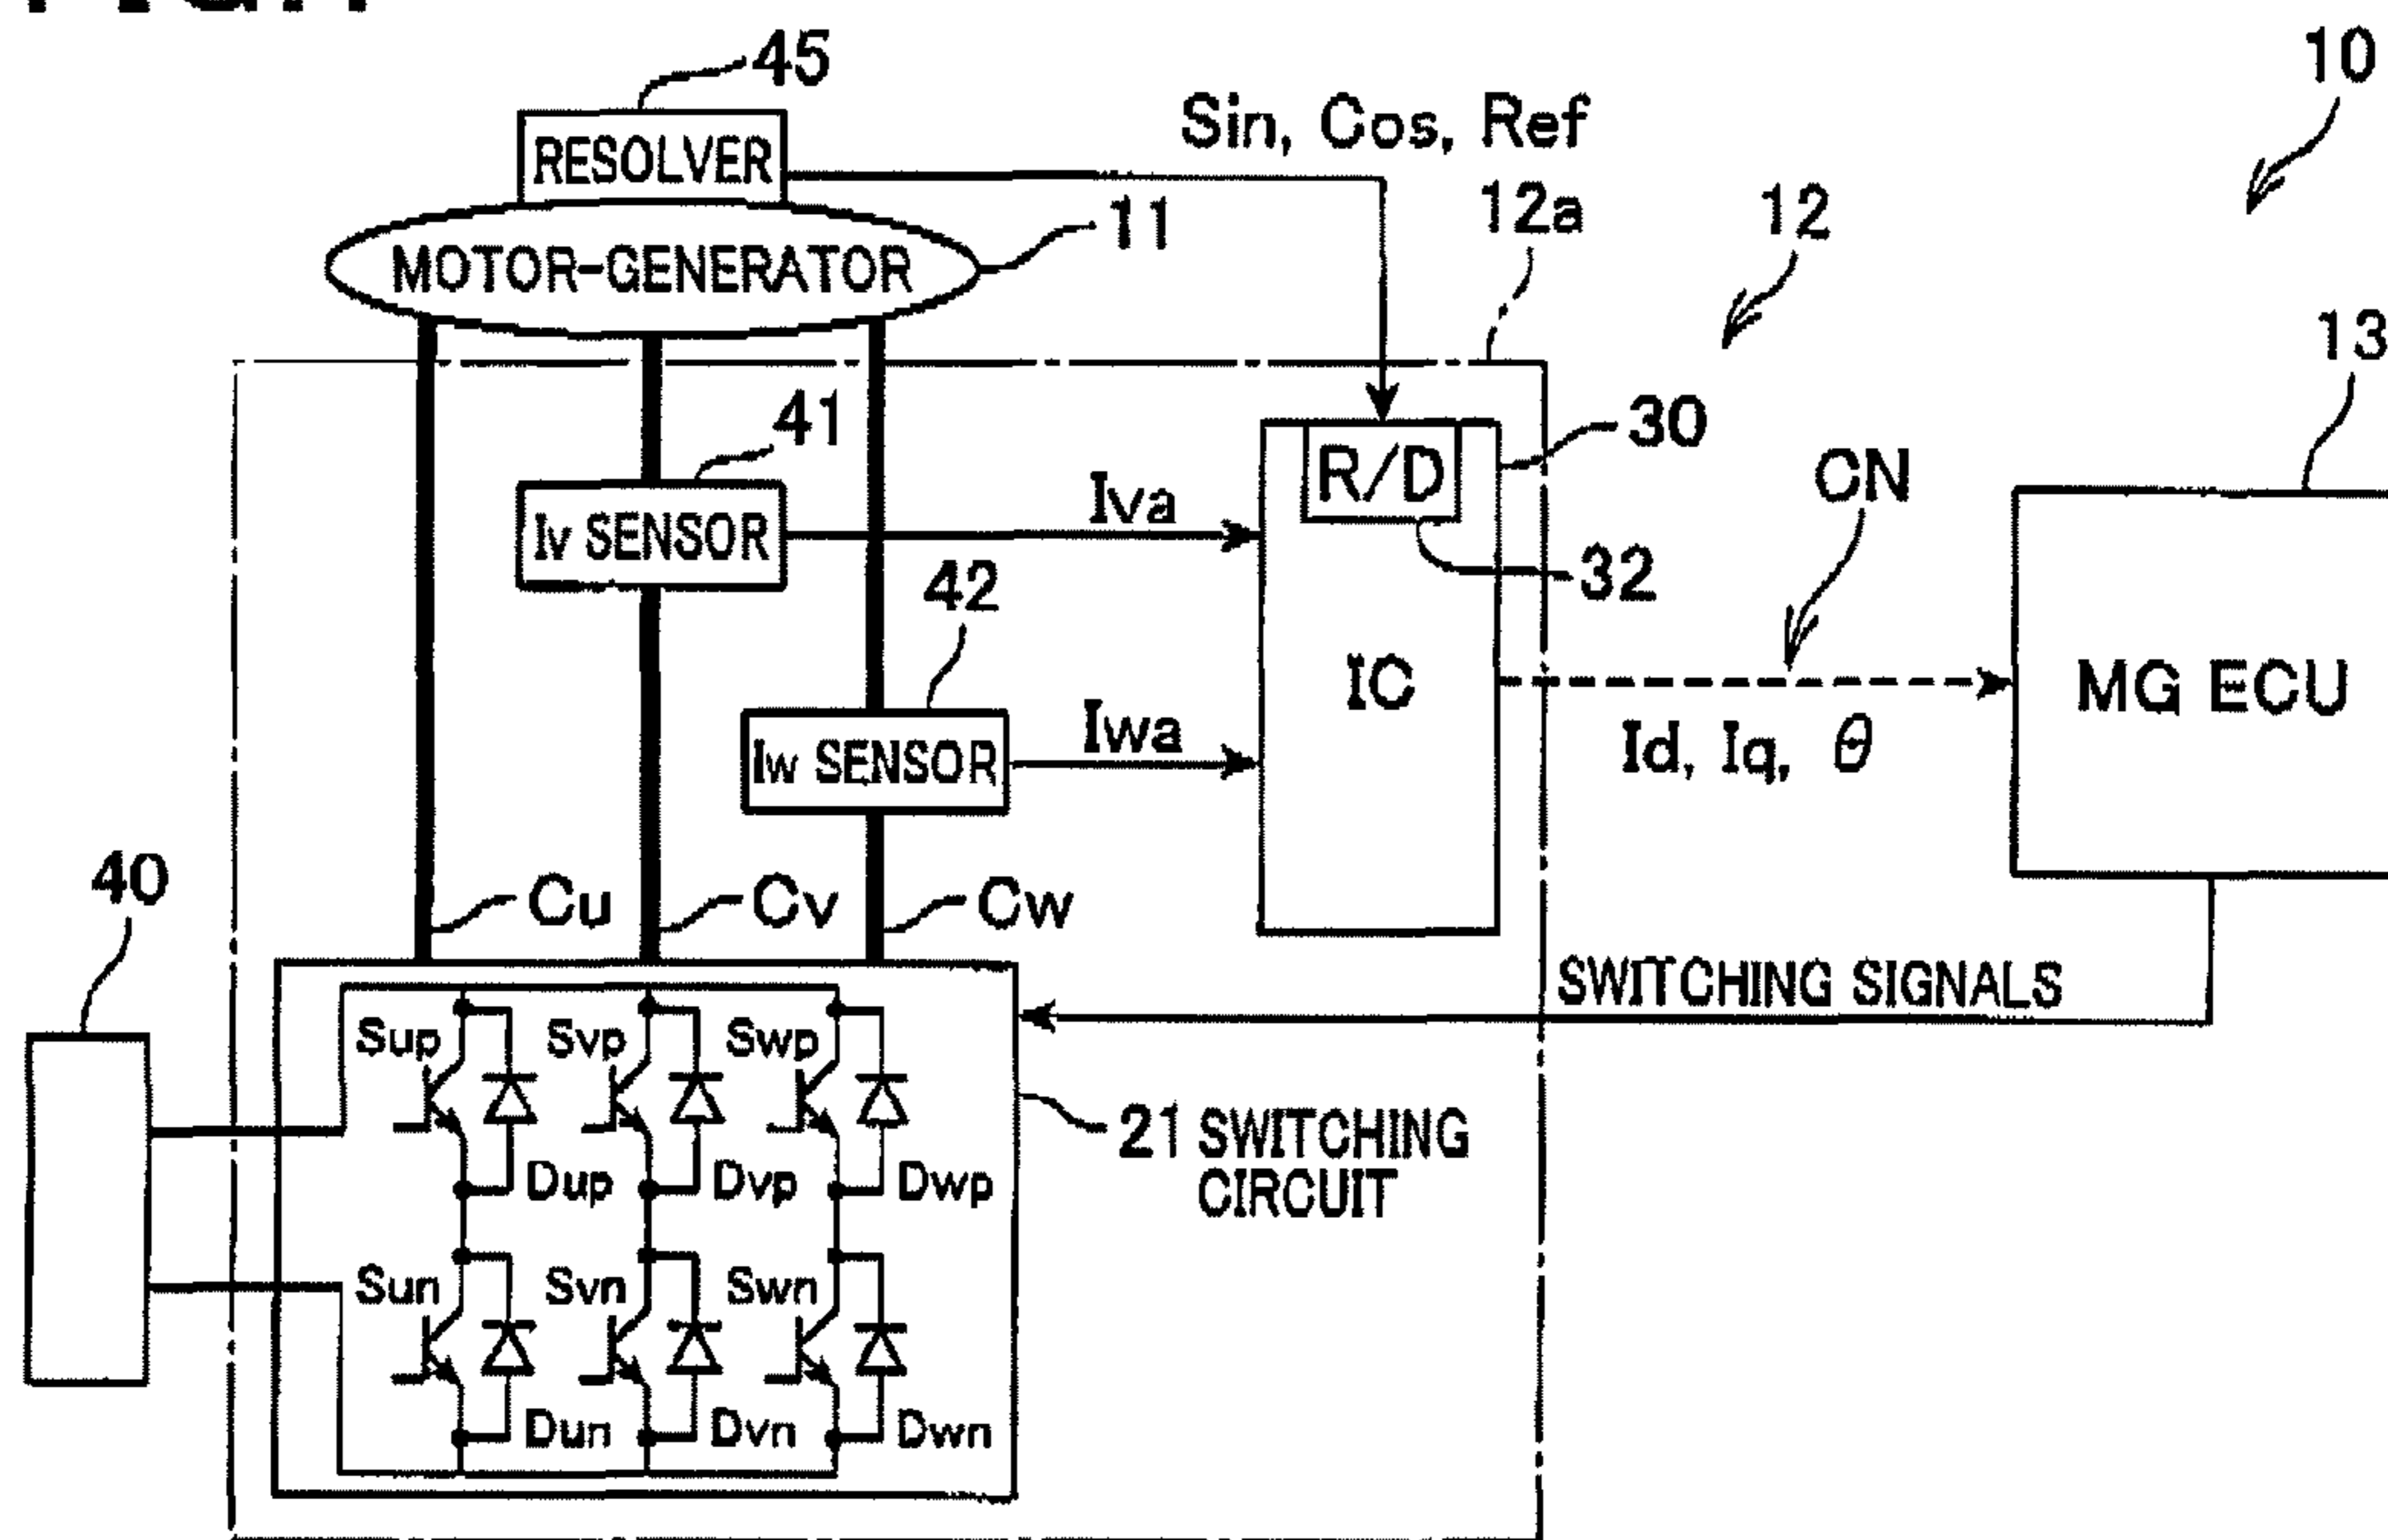 45
10
Sin, Cos, Ref
RESOLVER
12a
12
11
MOTOR-GENERATOR
13
41
30
R/D
CN
Iva
Iv SENSOR
42
32
IC
MG ECU
Iwa
Id, Iq, θ
Iw SENSOR
40
Cu
Cv
Cw
SWITCHING SIGNALS
Sup
Svp
Swp
21 SWITCHING
CIRCUIT
Dup
Dvp
Dwp
Sun
Svn
Swn
Dun
Dvn
Dwn